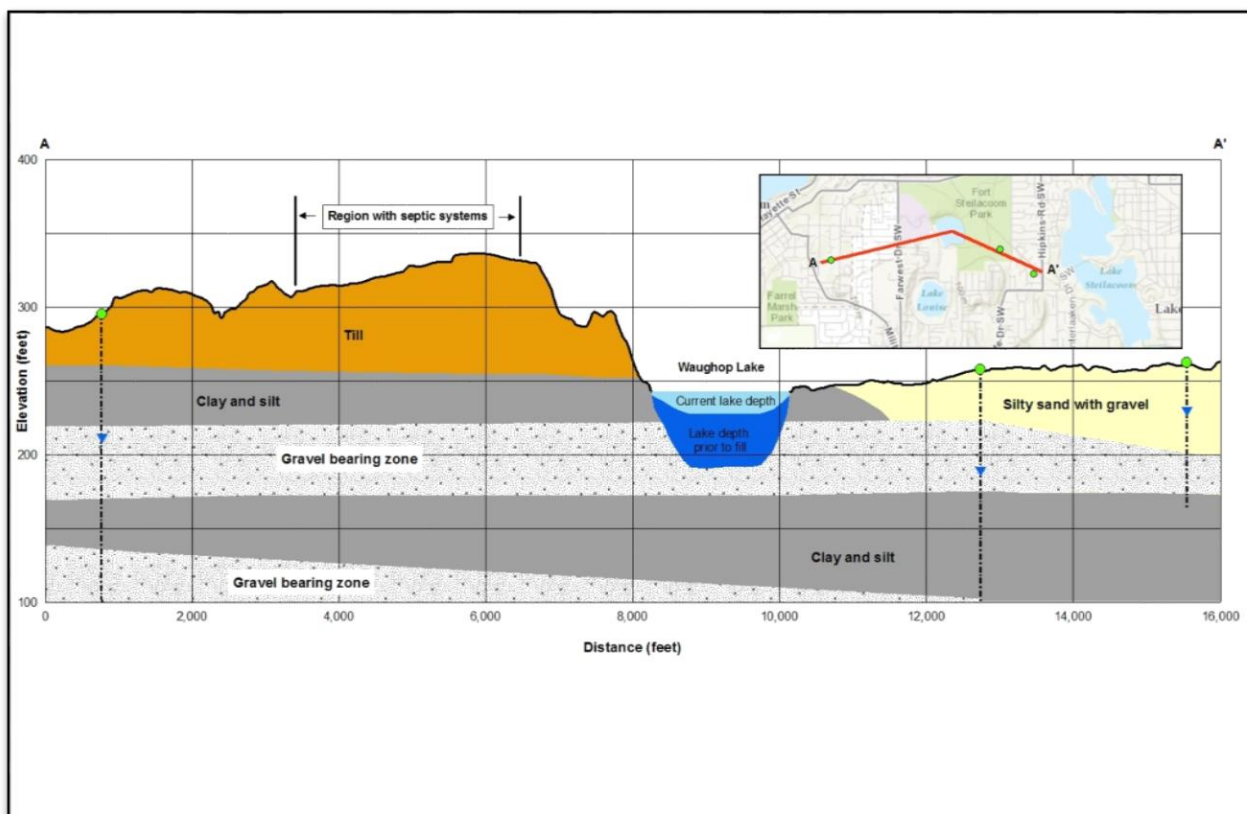 A
A'
400
300
200
100
Elevation (feet)
Region with septic systems
Till
Clay and silt
Gravel bearing zone
Clay and silt
Gravel bearing zone
Waughop Lake
Current lake depth
Lake depth
prior to fill
Silty sand with gravel
Fort
Steilacoom
Park
Farwest-Dr-SW
Hipkins-Rd-SW
A
A'
Farrel
Marsh
Park
Lake
Louise
Lake
Steilacoom
Lake
e-Dr-SW
0
2,000
4,000
6,000
8,000
10,000
12,000
14,000
16,000
Distance (feet)